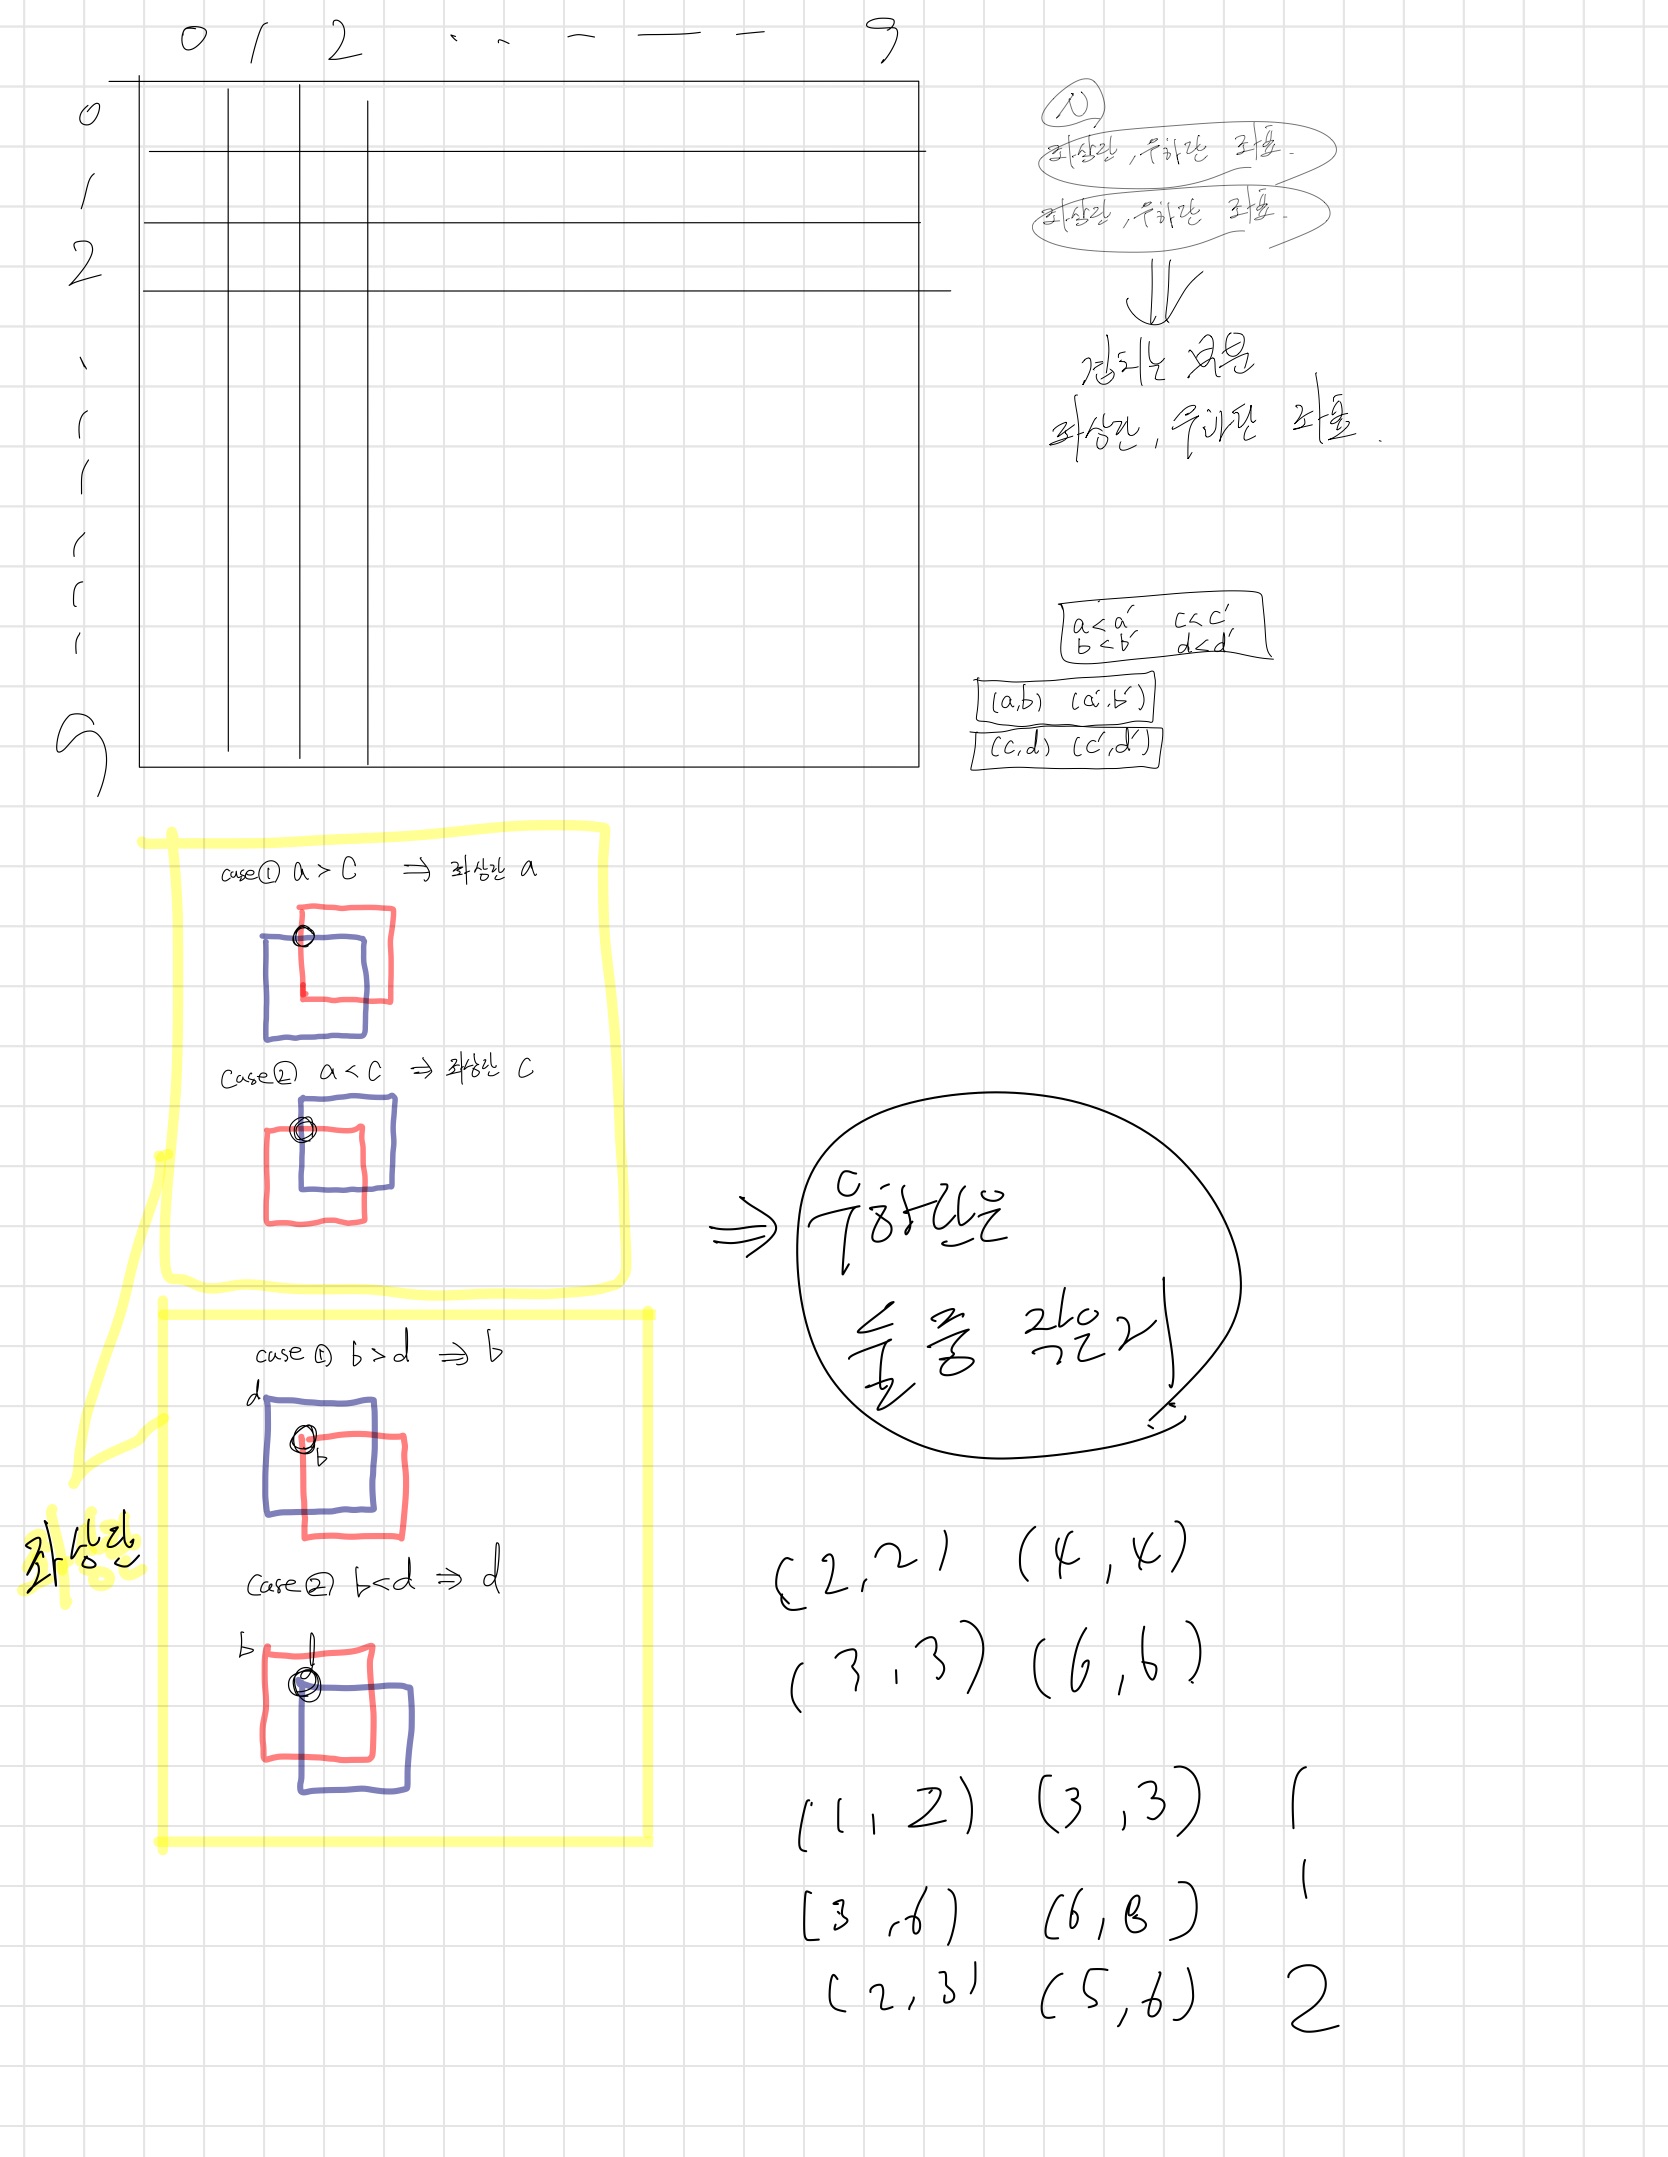 0 1 2 9
0
1
2
9
N
좌상단, 우하단 좌표.
좌상단, 우하단 좌표.
겹되는 부분
좌상단, 우하단 좌표.
a<a' c<c'
b<b' d<d'
(a,b) (a',b')
(c,d) (c',d')
case① a > c ⇒ 좌상단 a
case② a < c ⇒ 좌상단 c
⇒ 우하단은
둘 중 작은거
case① b>d ⇒ b
d
b
좌상단
case② b<d ⇒ d
b d
(2,2) (4,4)
(3,3) (6,6)
(1,2) (3,3) 1
(3,6) (6,8) 1
(2,3) (5,6) 2